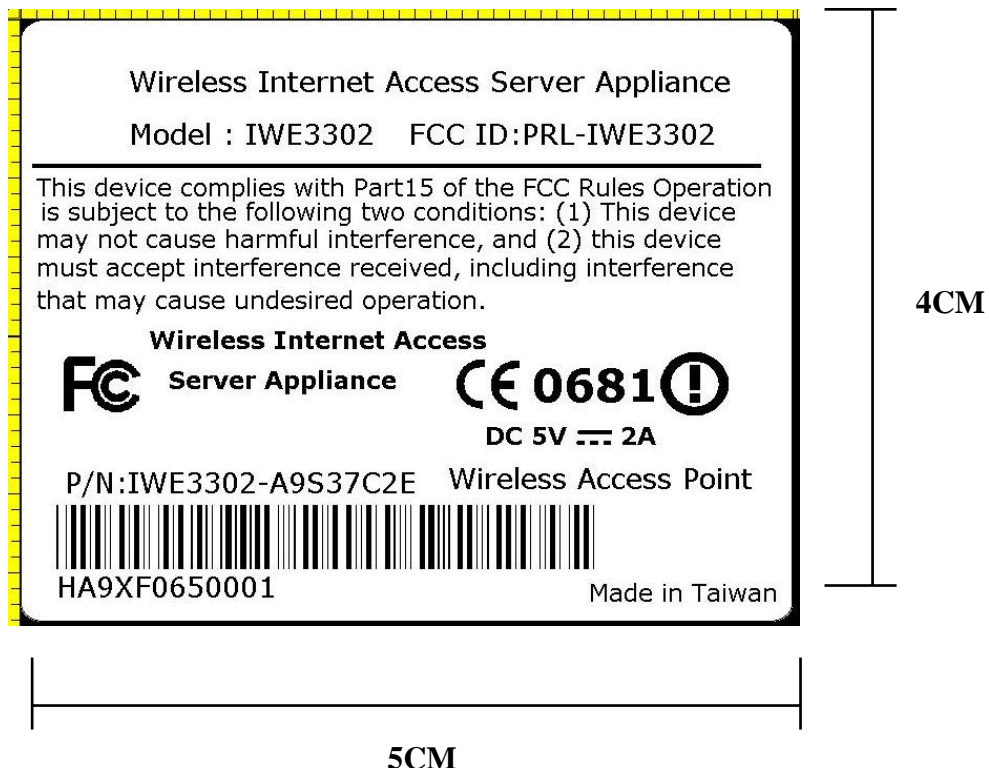 Wireless Internet Access Server Appliance
Model : IWE3302 FCC ID:PRL-IWE3302
This device complies with Part15 of the FCC Rules Operation
is subject to the following two conditions: (1) This device
may not cause harmful interference, and (2) this device
must accept interference received, including interference
that may cause undesired operation.
4CM
Wireless Internet Access
FC Server Appliance CE 0681 !
DC 5V 2A
P/N:IWE3302-A9S37C2E Wireless Access Point
HA9XF0650001
Made in Taiwan
5CM